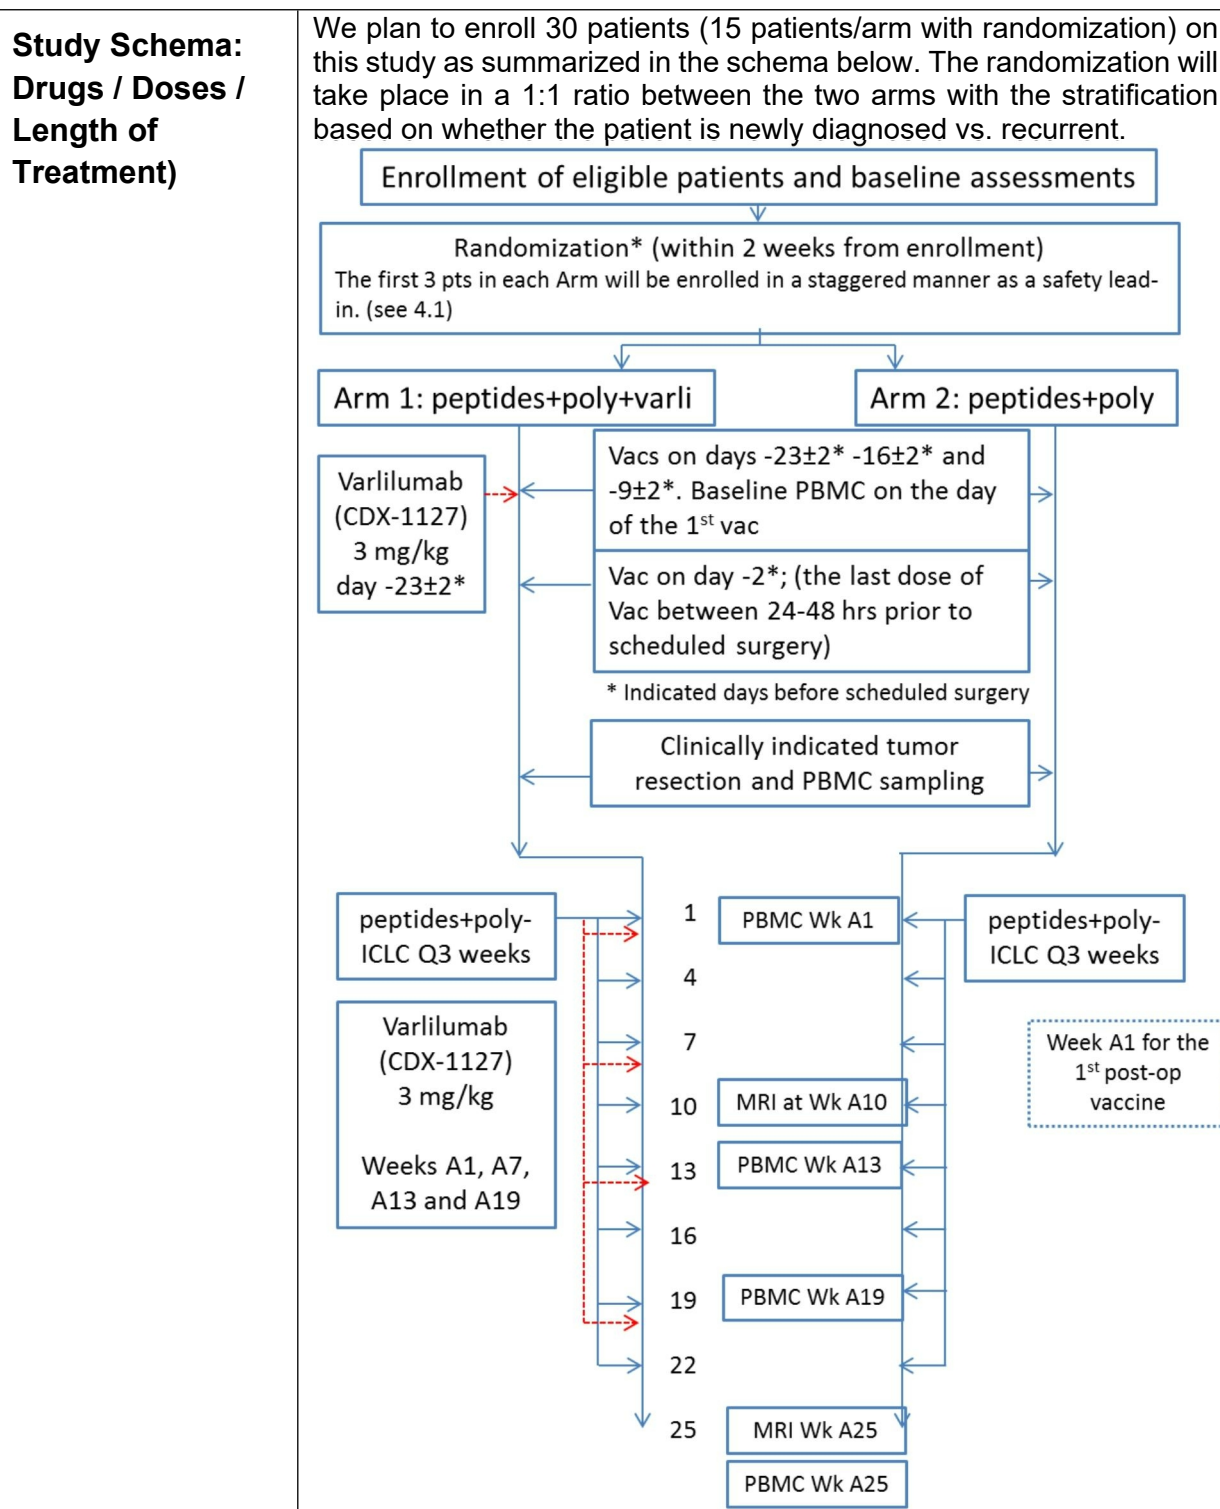 Study Schema:
Drugs / Doses /
Length of
Treatment)
We plan to enroll 30 patients (15 patients/arm with randomization) on
this study as summarized in the schema below. The randomization will
take place in a 1:1 ratio between the two arms with the stratification
based on whether the patient is newly diagnosed vs. recurrent.
Enrollment of eligible patients and baseline assessments
Randomization* (within 2 weeks from enrollment)
The first 3 pts in each Arm will be enrolled in a staggered manner as a safety lead-
in. (see 4.1)
Arm 1: peptides+poly+varli
Arm 2: peptides+poly
Varlilumab
(CDX-1127)
3 mg/kg
day -23±2*
Vacs on days -23±2* -16±2* and
-9±2*. Baseline PBMC on the day
of the 1st vac
Vac on day -2*; (the last dose of
Vac between 24-48 hrs prior to
scheduled surgery)
* Indicated days before scheduled surgery
Clinically indicated tumor
resection and PBMC sampling
peptides+poly-
ICLC Q3 weeks
Varlilumab
(CDX-1127)
3 mg/kg
Weeks A1, A7,
A13 and A19
1
4
7
10
13
16
19
22
25
PBMC Wk A1
MRI at Wk A10
PBMC Wk A13
PBMC Wk A19
MRI Wk A25
PBMC Wk A25
peptides+poly-
ICLC Q3 weeks
Week A1 for the
1st post-op
vaccine